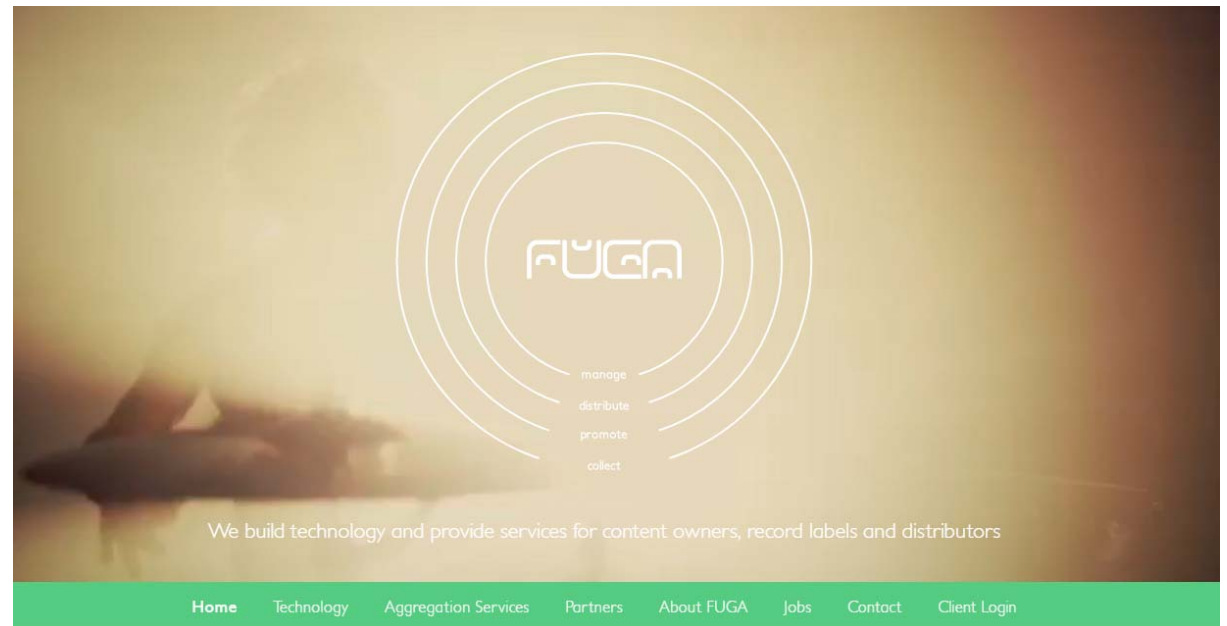 FUGA
manage
distribute
promote
collect
We build technology and provide services for content owners, record labels and distributors
Home Technology Aggregation Services Partners About FUGA Jobs Contact Client Login